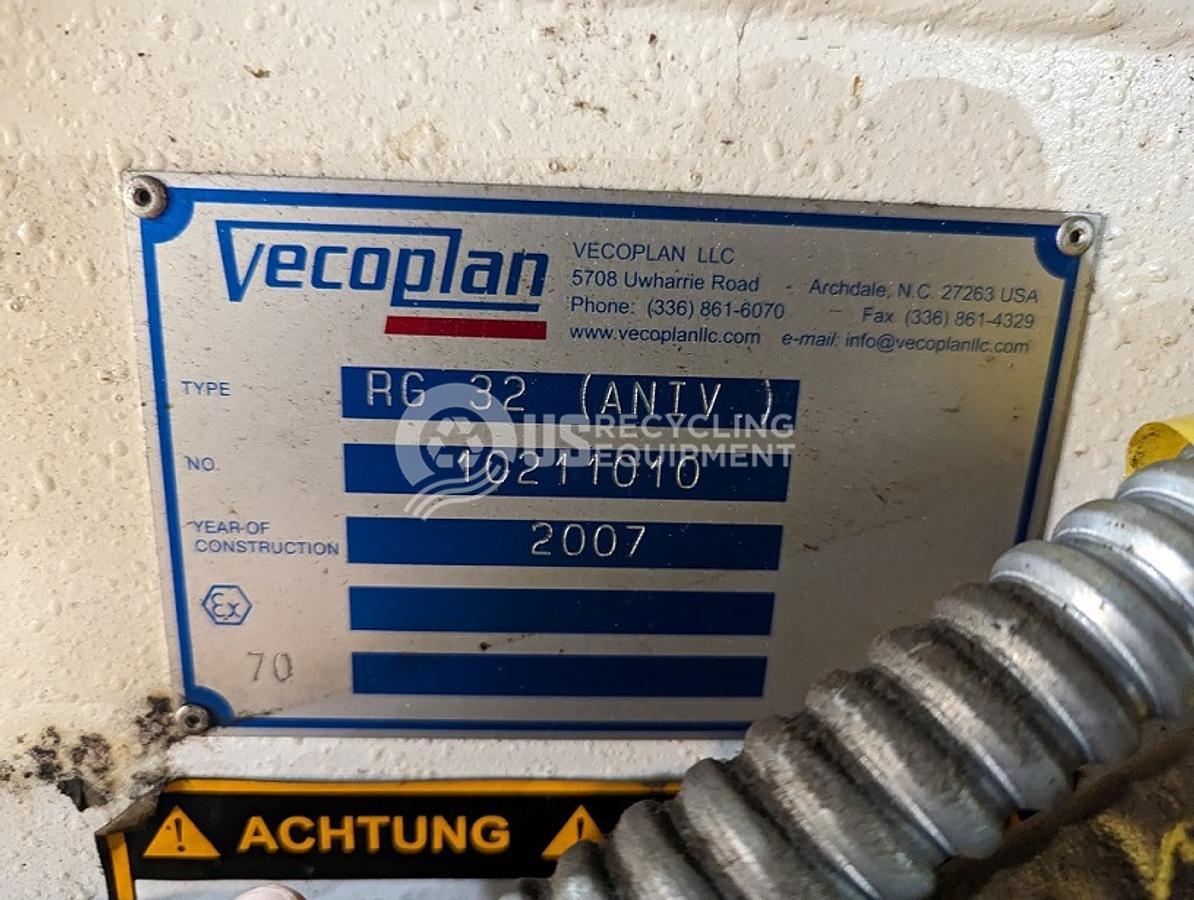 vecoplan
VECOPLAN LLC
5708 Uwharrie Road Archdale, N.C. 27263 USA
Phone: (336) 861-6070 Fax (336) 861-4329
www.vecoplanllc.com e-mail: info@vecoplanllc.com
TYPE RG 32 (ANIV )
US RECYCLING
EQUIPMENT
NO. 10211010
YEAR OF
CONSTRUCTION 2007
Ex
70
ACHTUNG